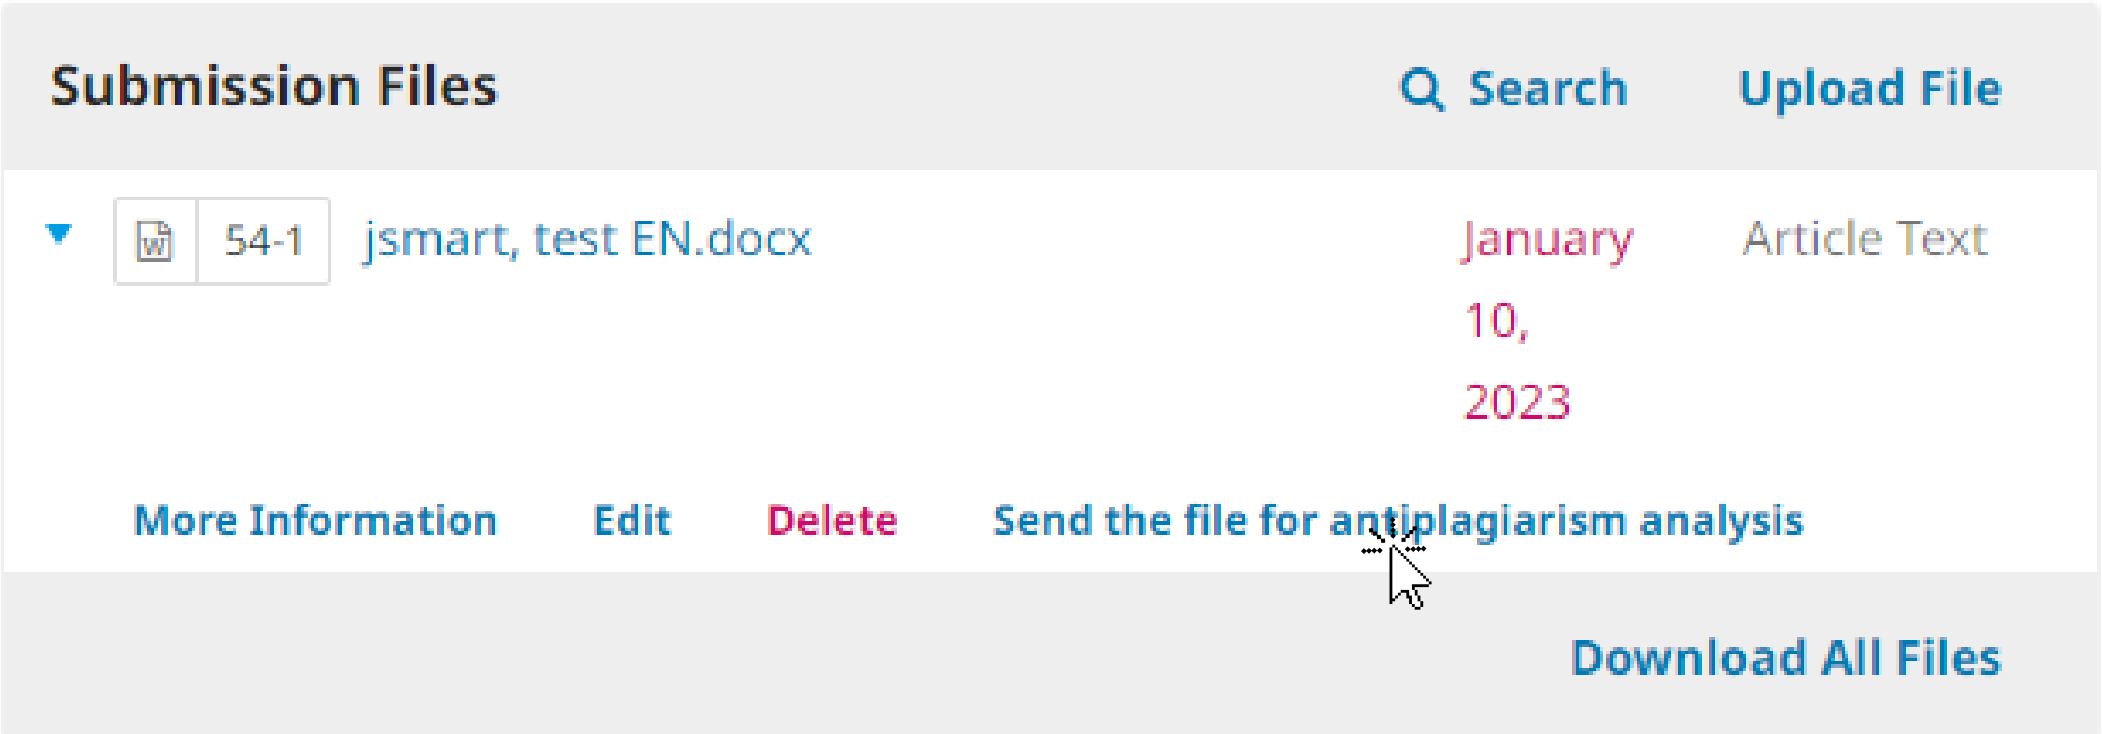 Submission Files Search Upload File
54-1 jsmart, test EN.docx January Article Text
10,
2023
More Information Edit Delete Send the file for antiplagiarism analysis
Download All Files